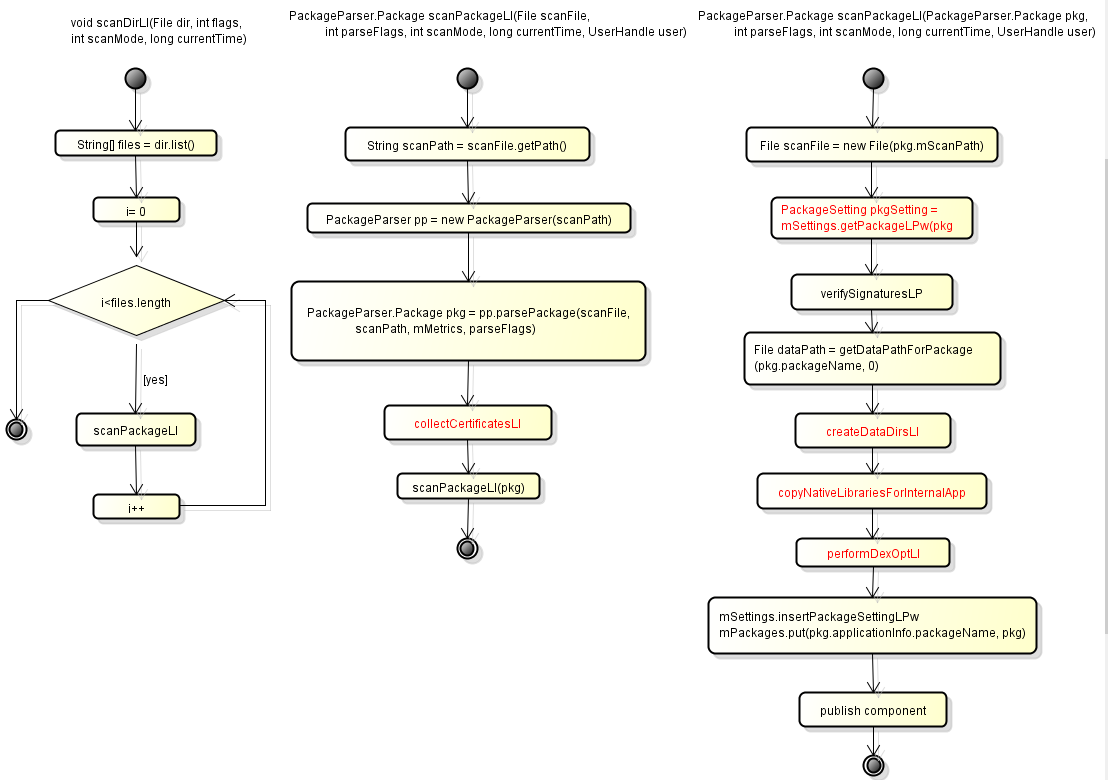 void scanDirLI(File dir, int flags,
int scanMode, long currentTime)
String[] files = dir.list()
i= 0
i<files.length
[yes]
scanPackageLI
i++
PackageParser.Package scanPackageLI(File scanFile,
int parseFlags, int scanMode, long currentTime, UserHandle user)
String scanPath = scanFile.getPath()
PackageParser pp = new PackageParser(scanPath)
PackageParser.Package pkg = pp.parsePackage(scanFile,
scanPath, mMetrics, parseFlags)
collectCertificatesLI
scanPackageLI(pkg)
PackageParser.Package scanPackageLI(PackageParser.Package pkg,
int parseFlags, int scanMode, long currentTime, UserHandle user)
File scanFile = new File(pkg.mScanPath)
PackageSetting pkgSetting =
mSettings.getPackageLPw(pkg
verifySignaturesLP
File dataPath = getDataPathForPackage
(pkg.packageName, 0)
createDataDirsLI
copyNativeLibrariesForInternalApp
performDexOptLI
mSettings.insertPackageSettingLPw
mPackages.put(pkg.applicationInfo.packageName, pkg)
publish component